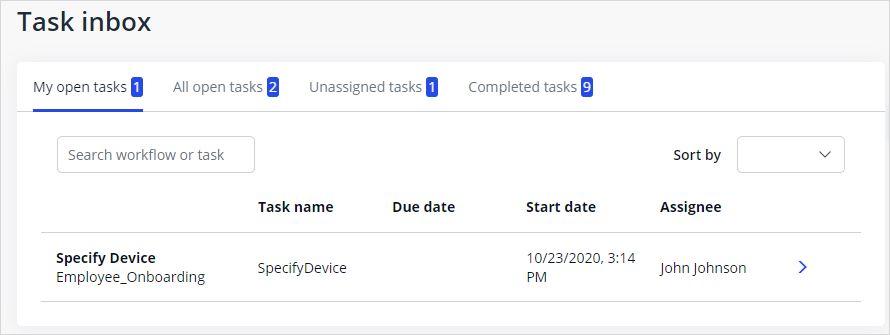 Task inbox
My open tasks 1 All open tasks 2 Unassigned tasks 1 Completed tasks 9
Search workflow or task Sort by
Task name Due date Start date Assignee
Specify Device
Employee_Onboarding SpecifyDevice 10/23/2020, 3:14
PM John Johnson